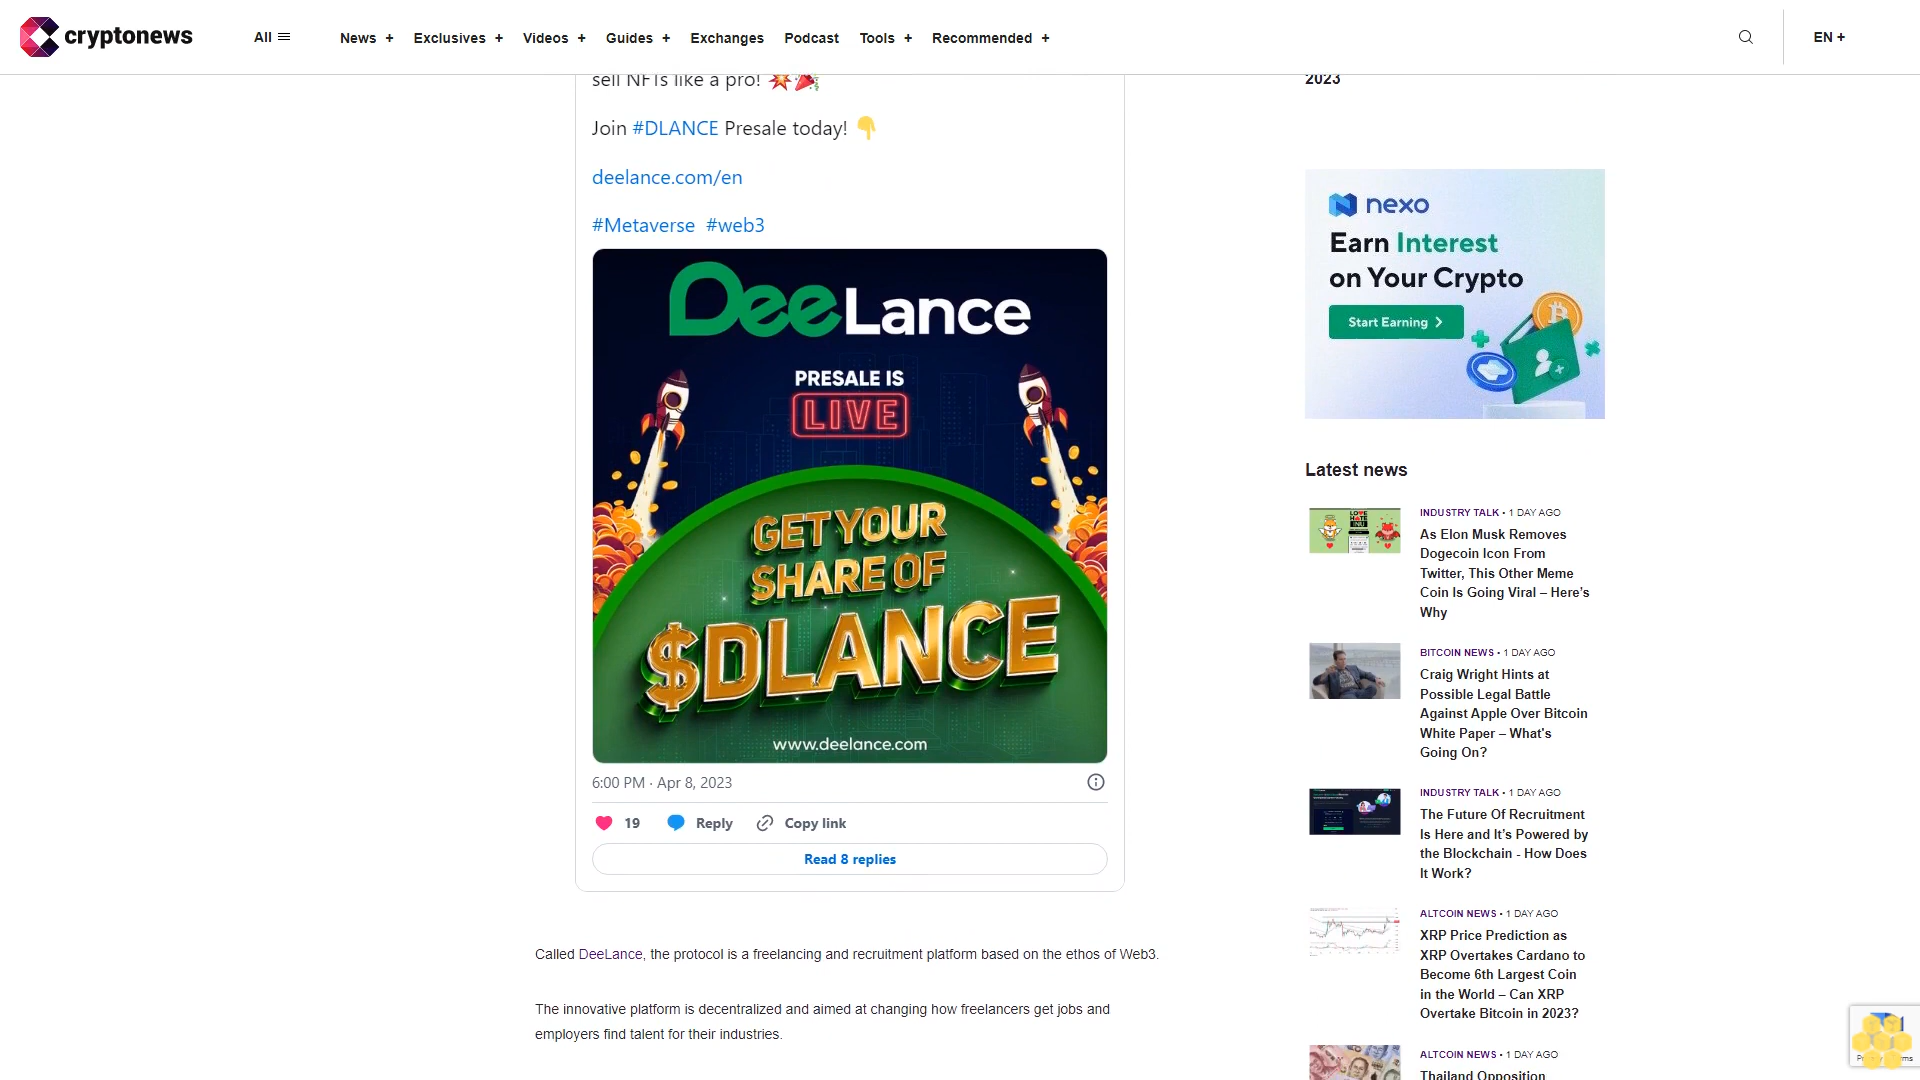 cryptonews
All
News +
Exclusives +
Videos +
Guides +
Exchanges
Podcast
Tools +
Recommended +
EN +
sell NFTs like a pro!
Join #DLANCE Presale today!
deelance.com/en
#Metaverse #web3
DeeLance
PRESALE IS
LIVE
GET YOUR
SHARE OF
$DLANCE
www.deelance.com
6:00 PM · Apr 8, 2023
19
Reply
Copy link
Read 8 replies
Called DeeLance, the protocol is a freelancing and recruitment platform based on the ethos of Web3.
The innovative platform is decentralized and aimed at changing how freelancers get jobs and
employers find talent for their industries.
2023
nexo
Earn Interest
on Your Crypto
Start Earning
Latest news
INDUSTRY TALK • 1 DAY AGO
As Elon Musk Removes
Dogecoin Icon From
Twitter, This Other Meme
Coin Is Going Viral – Here's
Why
BITCOIN NEWS • 1 DAY AGO
Craig Wright Hints at
Possible Legal Battle
Against Apple Over Bitcoin
White Paper – What's
Going On?
INDUSTRY TALK • 1 DAY AGO
The Future Of Recruitment
Is Here and It's Powered by
the Blockchain - How Does
It Work?
ALTCOIN NEWS • 1 DAY AGO
XRP Price Prediction as
XRP Overtakes Cardano to
Become 6th Largest Coin
in the World – Can XRP
Overtake Bitcoin in 2023?
ALTCOIN NEWS • 1 DAY AGO
Thailand Opposition